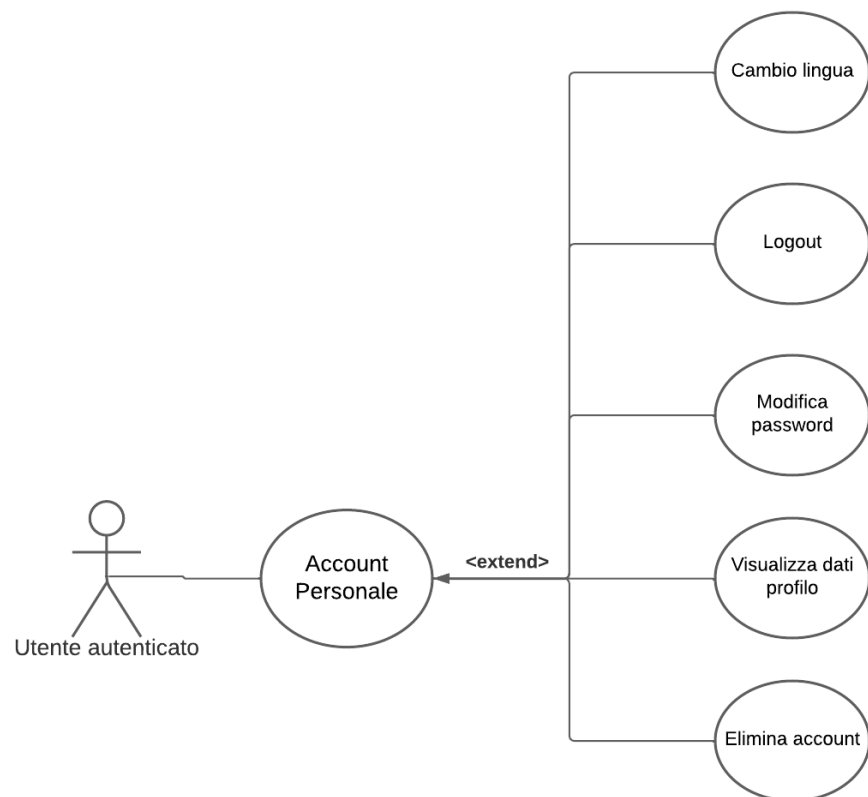 Cambio lingua
Logout
Modifica
password
<extend>
Account
Personale
Visualizza dati
profilo
Utente autenticato
Elimina account